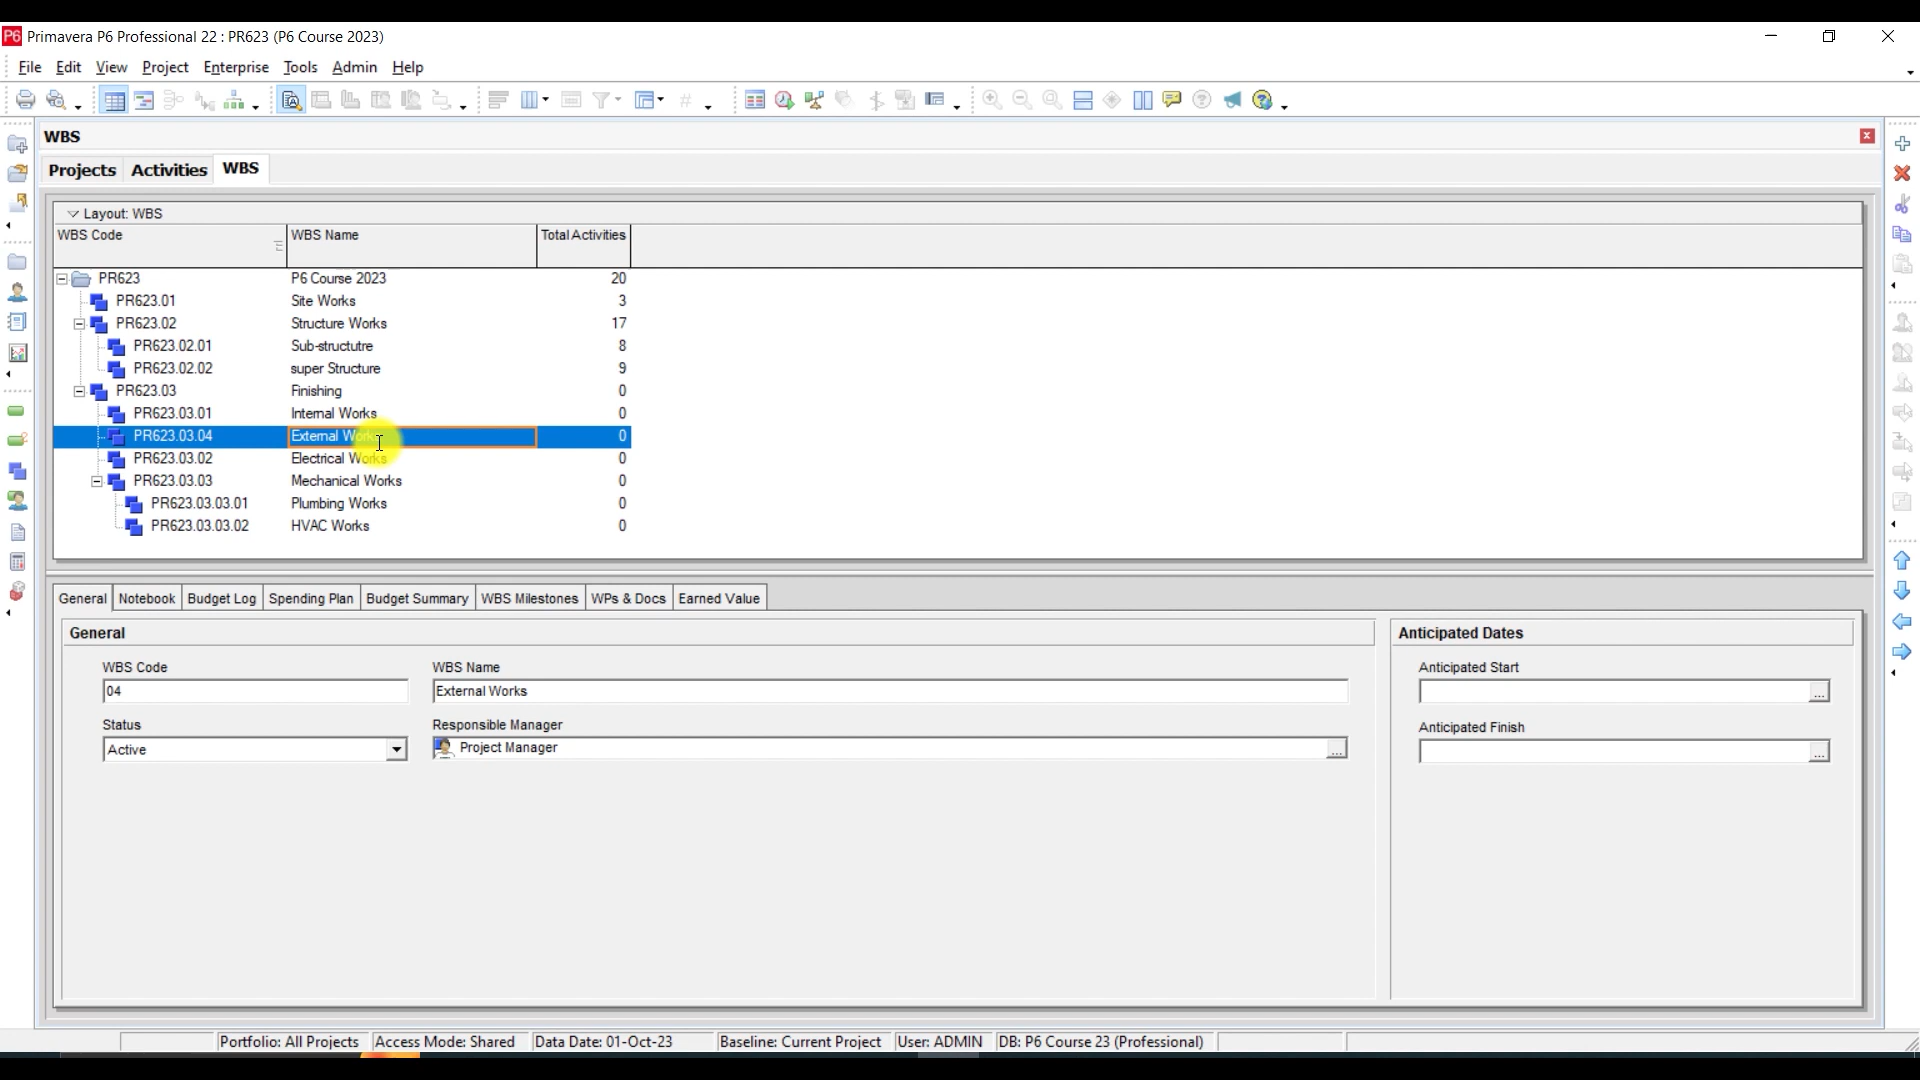 P6 Primavera P6 Professional 22 : PR623 (P6 Course 2023)
File Edit View Project Enterprise Tools Admin Help
WBS
Projects Activities WBS
Layout: WBS
WBS Code WBS Name Total Activities
PR623 P6 Course 2023 20
PR623.01 Site Works 3
PR623.02 Structure Works 17
PR623.02.01 Sub-structutre 8
PR623.02.02 super Structure 9
PR623.03 Finishing 0
PR623.03.01 Internal Works 0
PR623.03.04 External Works 0
PR623.03.02 Electrical Works 0
PR623.03.03 Mechanical Works 0
PR623.03.03.01 Plumbing Works 0
PR623.03.03.02 HVAC Works 0
General Notebook Budget Log Spending Plan Budget Summary WBS Milestones WPs & Docs Earned Value
General Anticipated Dates
WBS Code WBS Name Anticipated Start
04 External Works ...
Status Responsible Manager Anticipated Finish
Active Project Manager ... ...
Portfolio: All Projects Access Mode: Shared Data Date: 01-Oct-23 Baseline: Current Project User: ADMIN DB: P6 Course 23 (Professional)